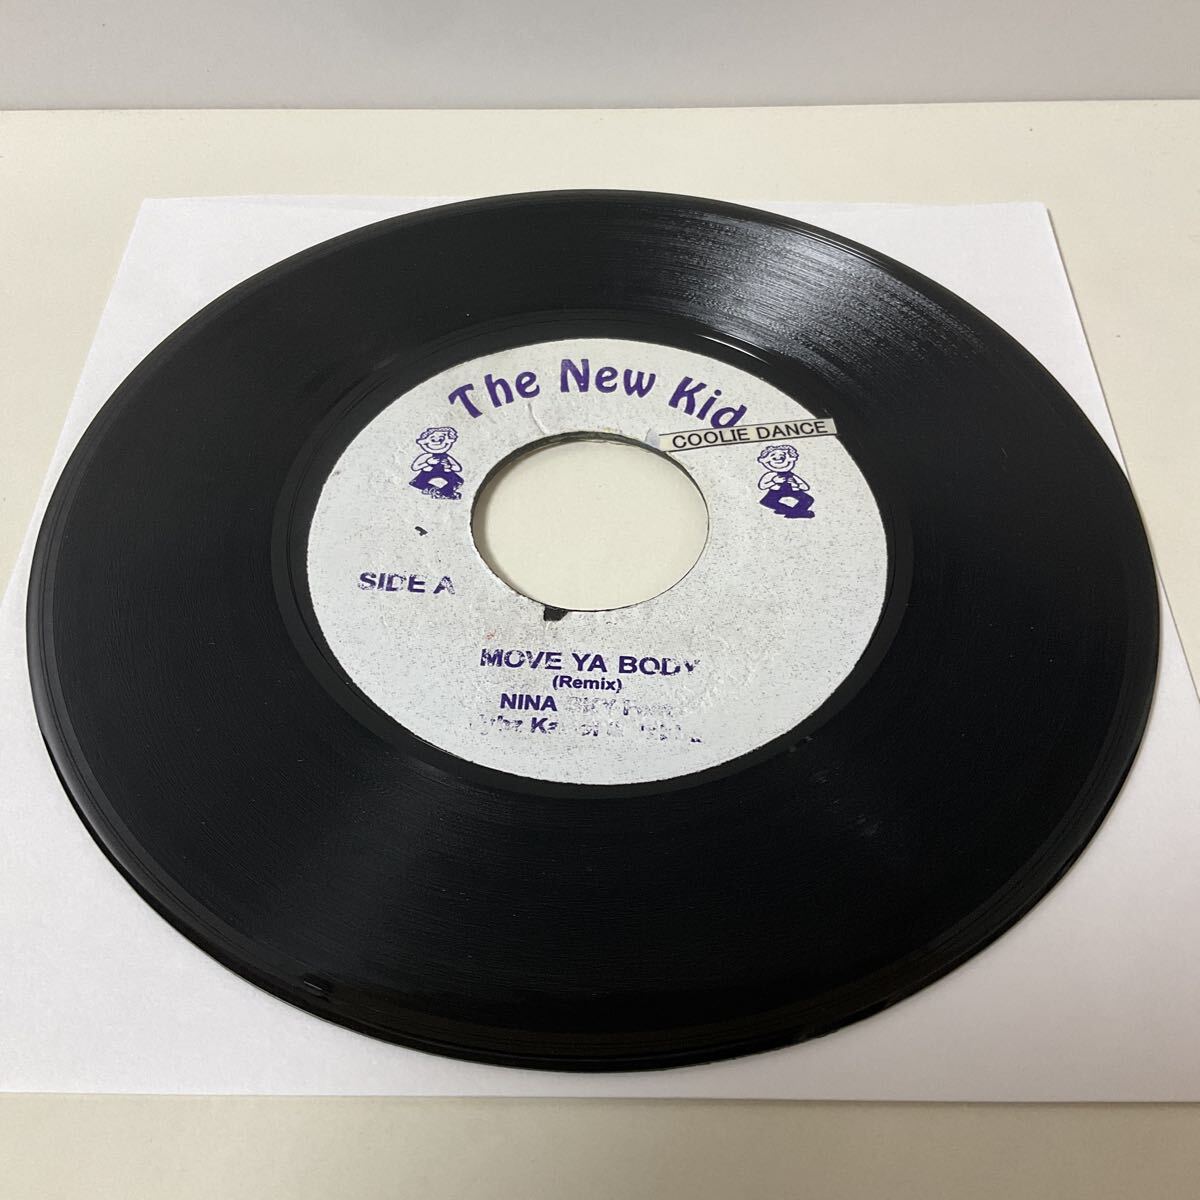 The New Kid
COOLIE DANCE
SIDE A
MOVE YA BODY
(Remix)
NINA